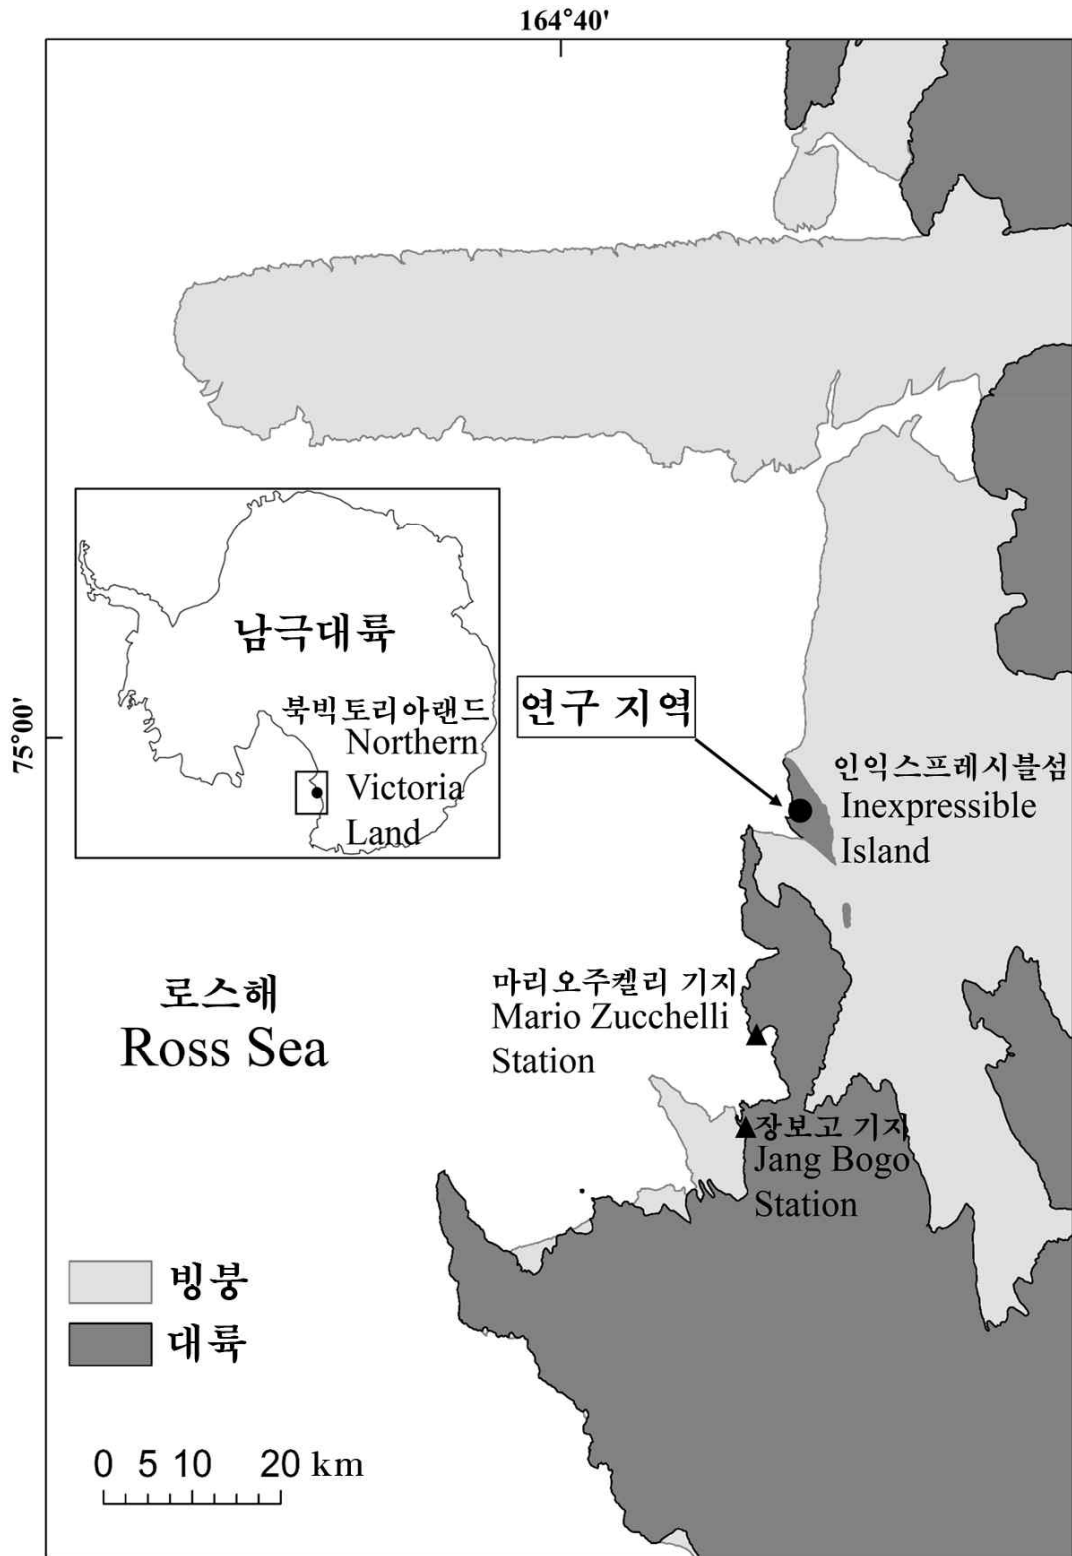 164°40'
75°00'
남극대륙
북빅토리아랜드
Northern
Victoria
Land
연구 지역
인익스프레시블섬
Inexpressible
Island
로스해
Ross Sea
마리오주켈리 기지
Mario Zucchelli
Station
장보고 기지
Jang Bogo
Station
빙붕
대륙
0 5 10 20 km